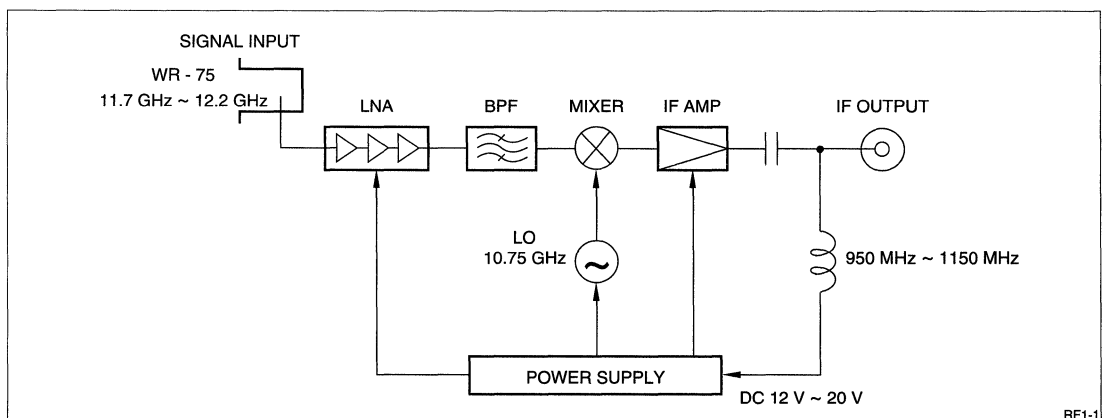 SIGNAL INPUT
WR - 75
11.7 GHz ~ 12.2 GHz
LNA
BPF
MIXER
IF AMP
IF OUTPUT
LO
10.75 GHz
950 MHz ~ 1150 MHz
POWER SUPPLY
DC 12 V ~ 20 V
RF1-1